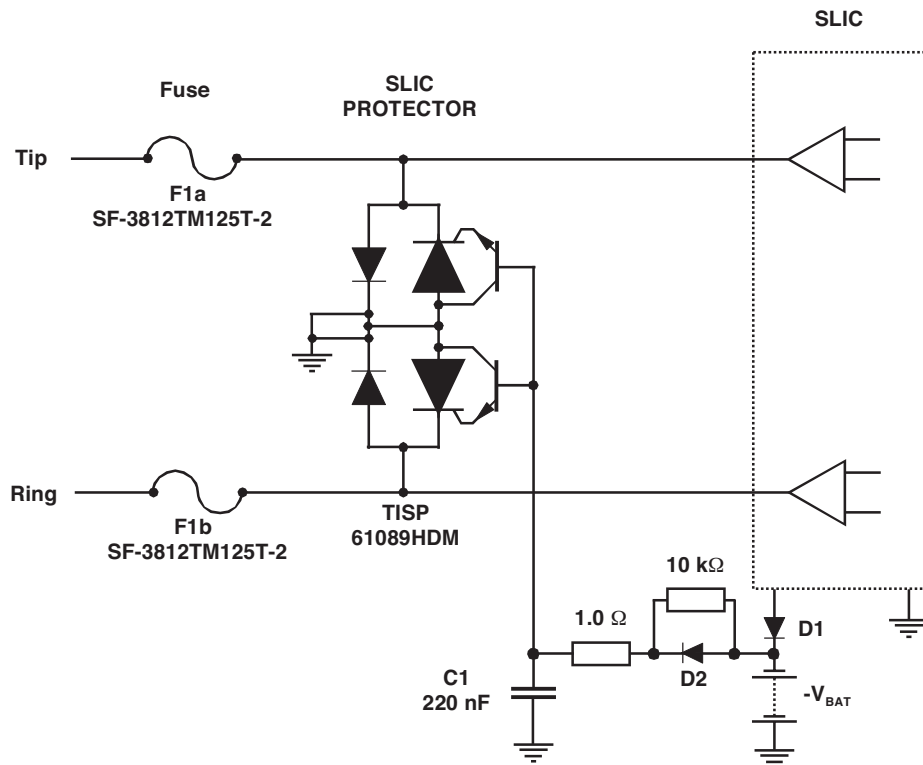 SLIC
Fuse
SLIC
PROTECTOR
Tip
F1a
SF-3812TM125T-2
Ring
F1b
SF-3812TM125T-2
TISP
61089HDM
10 kΩ
1.0 Ω
D1
D2
C1
220 nF
-VBAT